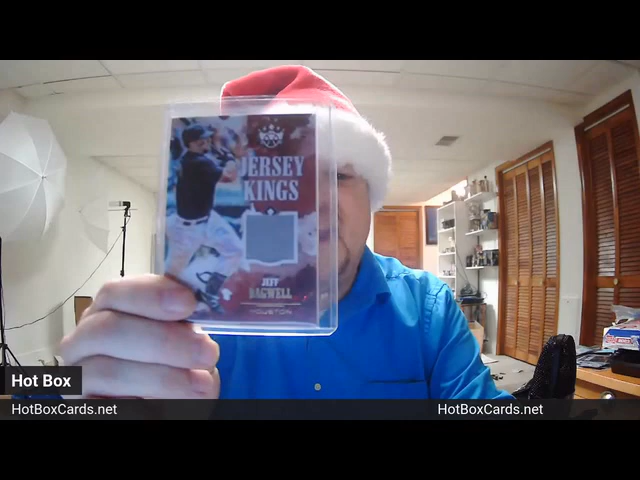 JERSEY
KINGS
JEFF
BAGWELL
HOUSTON
Hot Box
HotBoxCards.net
HotBoxCards.net